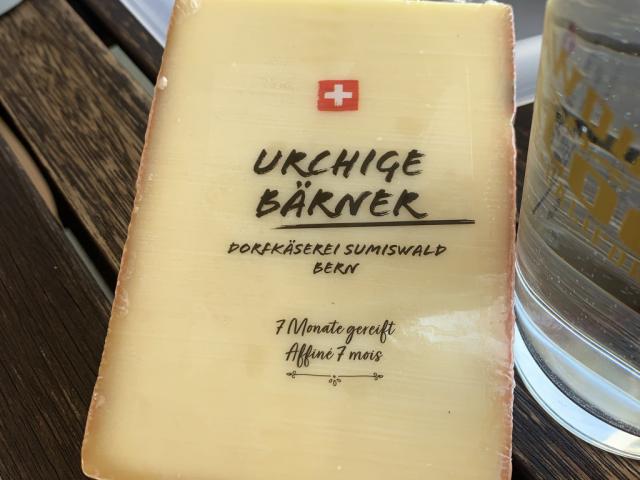 URCHIGE
BÄRNER
DORFKÄSEREI SUMISWALD
BERN
7 Monate gereift
Affiné 7 mois